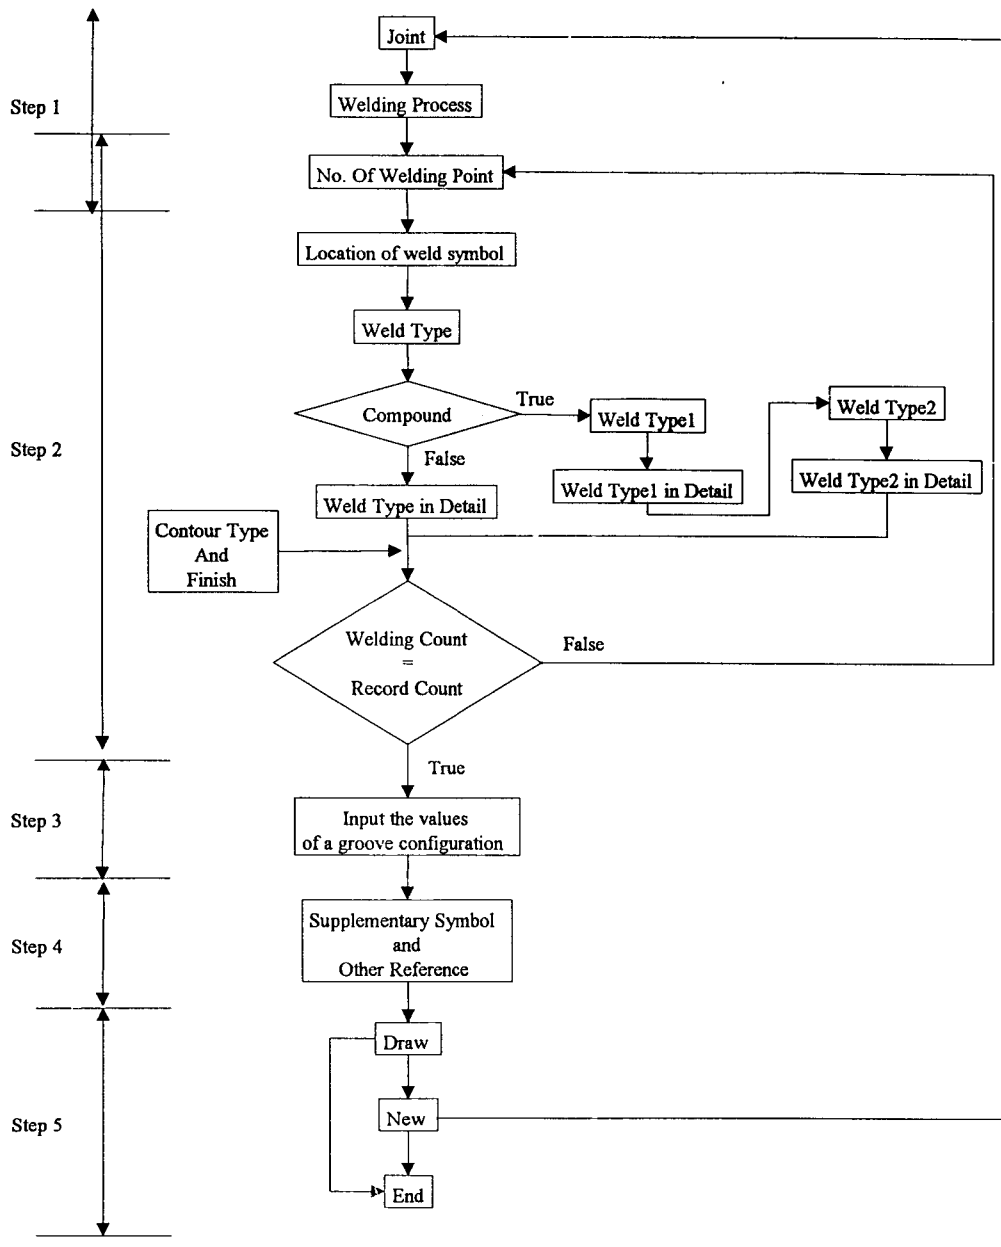 Joint
Step 1
Welding Process
No. Of Welding Point
Location of weld symbol
Weld Type
Compound
True
Weld Type1
Weld Type2
False
Step 2
Weld Type in Detail
Weld Type1 in Detail
Weld Type2 in Detail
Contour Type
And
Finish
Welding Count
=
Record Count
False
True
Step 3
Input the values
of a groove configuration
Step 4
Supplementary Symbol
and
Other Reference
Draw
Step 5
New
End